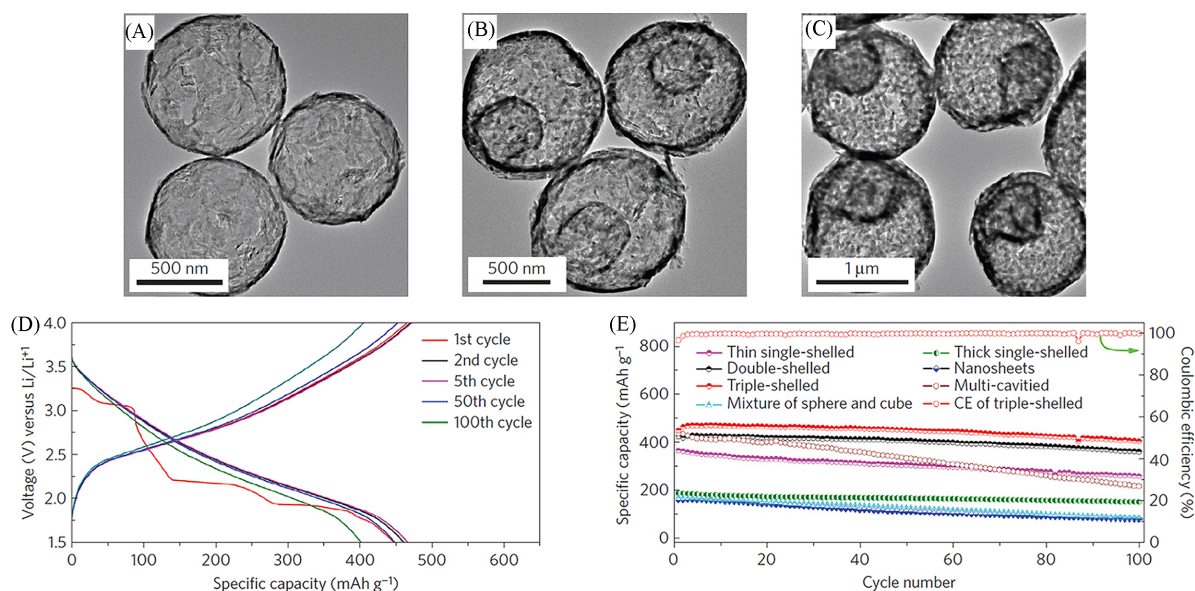 (A)
500 nm
(B)
500 nm
(C)
1 µm
(D)
4.0
3.5
3.0
2.5
2.0
1.5
Voltage (V) versus Li/Li⁺¹
0
100
200
300
400
500
600
Specific capacity (mAh g⁻¹)
1st cycle
2nd cycle
5th cycle
50th cycle
100th cycle
(E)
800
600
400
200
0
Specific capacity (mAh g⁻¹)
Thin single-shelled
Double-shelled
Triple-shelled
Mixture of sphere and cube
Thick single-shelled
Nanosheets
Multi-cavitied
CE of triple-shelled
100
80
60
40
20
0
Coulombic efficiency (%)
0
20
40
60
80
100
Cycle number